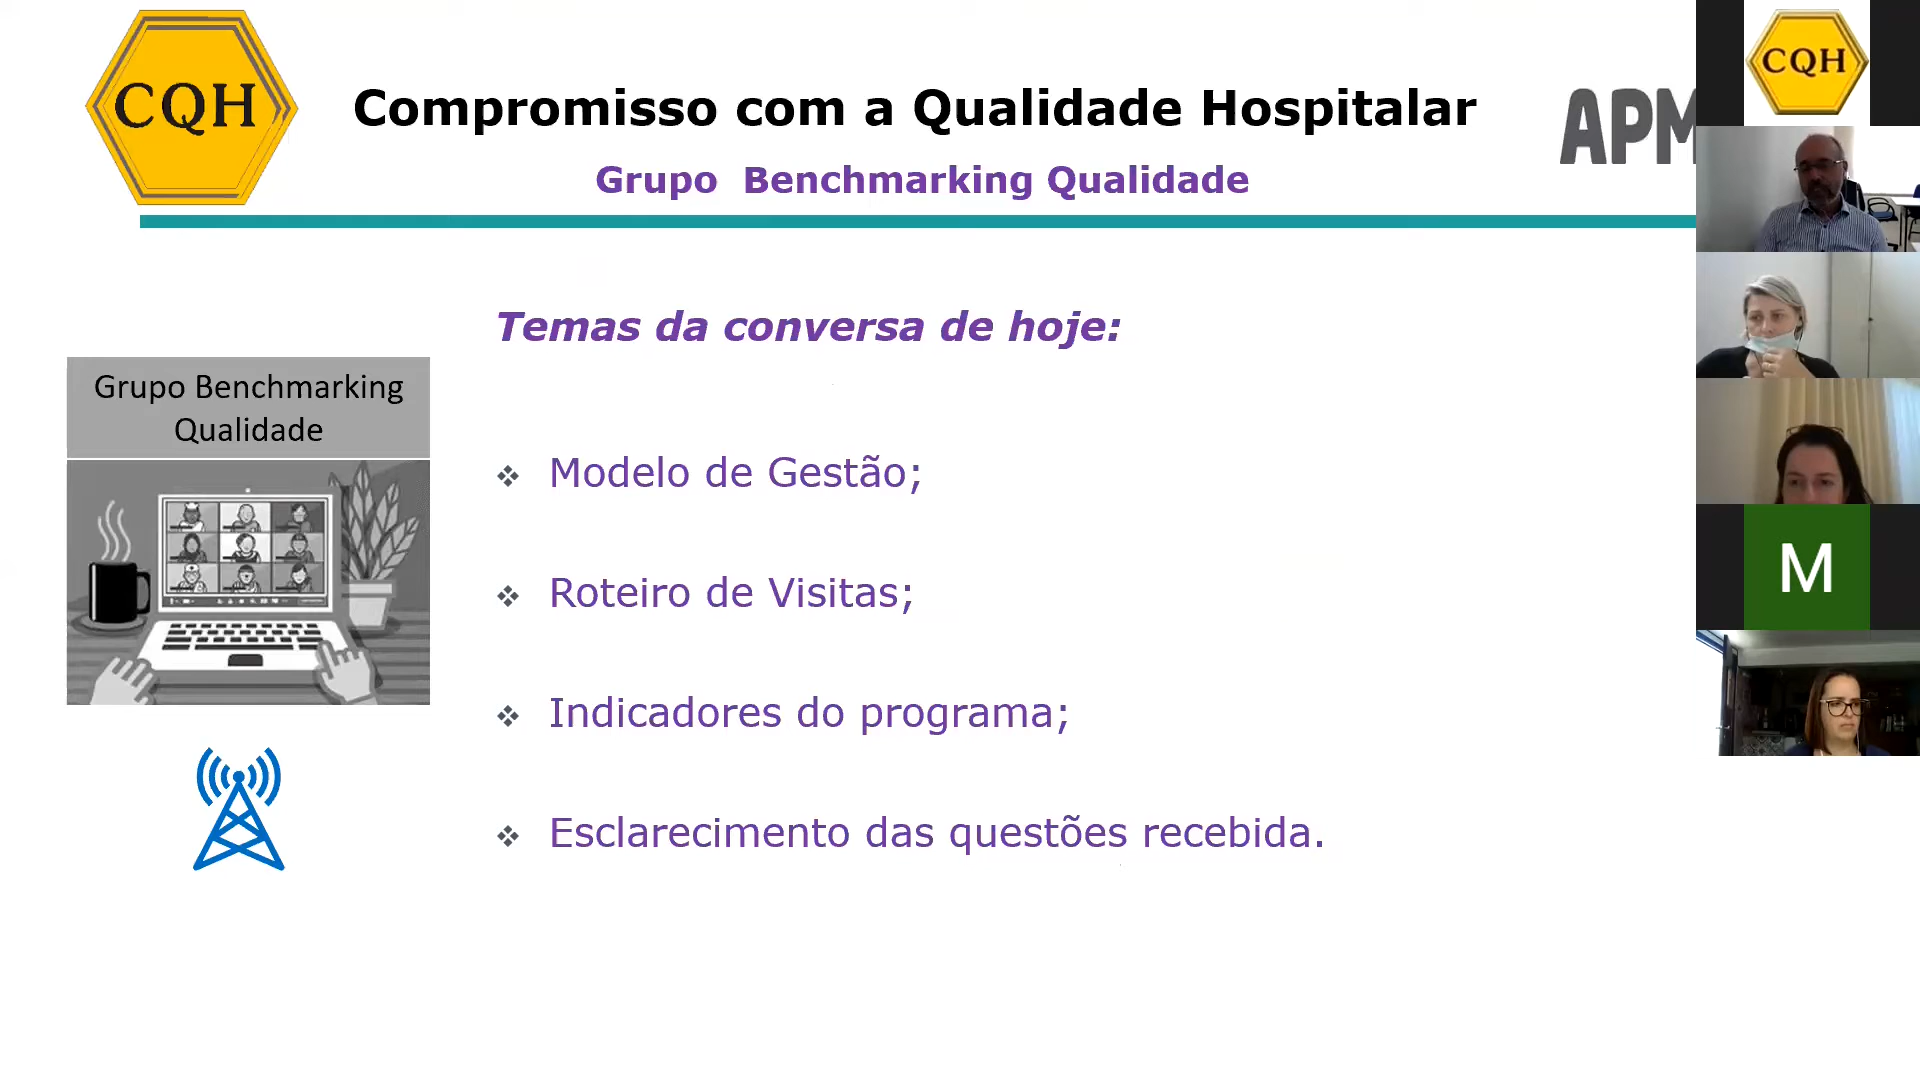 CQH
Compromisso com a Qualidade Hospitalar
Grupo Benchmarking Qualidade
APM
CQH
Temas da conversa de hoje:
Grupo Benchmarking
Qualidade
❖ Modelo de Gestão;
❖ Roteiro de Visitas;
❖ Indicadores do programa;
❖ Esclarecimento das questões recebida.
M